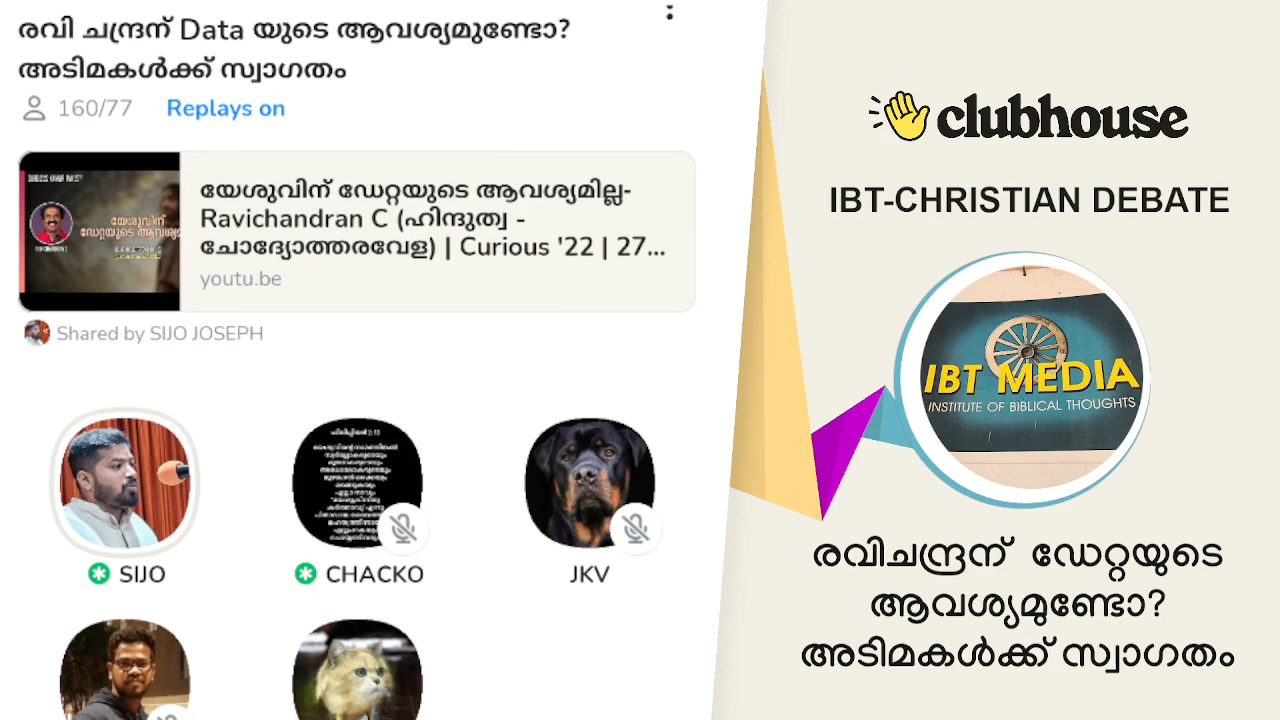 രവി ചന്ദ്രന് Data യുടെ ആവശ്യമുണ്ടോ?
അടിമകൾക്ക് സ്വാഗതം
160/77 Replays on
യേശുവിന് ഡേറ്റയുടെ ആവശ്യമില്ല-
Ravichandran C (ഹിന്ദുത്വ -
ചോദ്യോത്തരവേള) | Curious '22 | 27...
youtu.be
യേശുവിന്
Shared by SIJO JOSEPH
SIJO
CHACKO
JKV
clubhouse
IBT-CHRISTIAN DEBATE
IBT MEDIA
INSTITUTE OF BIBLICAL THOUGHTS
രവിചന്ദ്രന് ഡേറ്റയുടെ
ആവശ്യമുണ്ടോ?
അടിമകൾക്ക് സ്വാഗതം